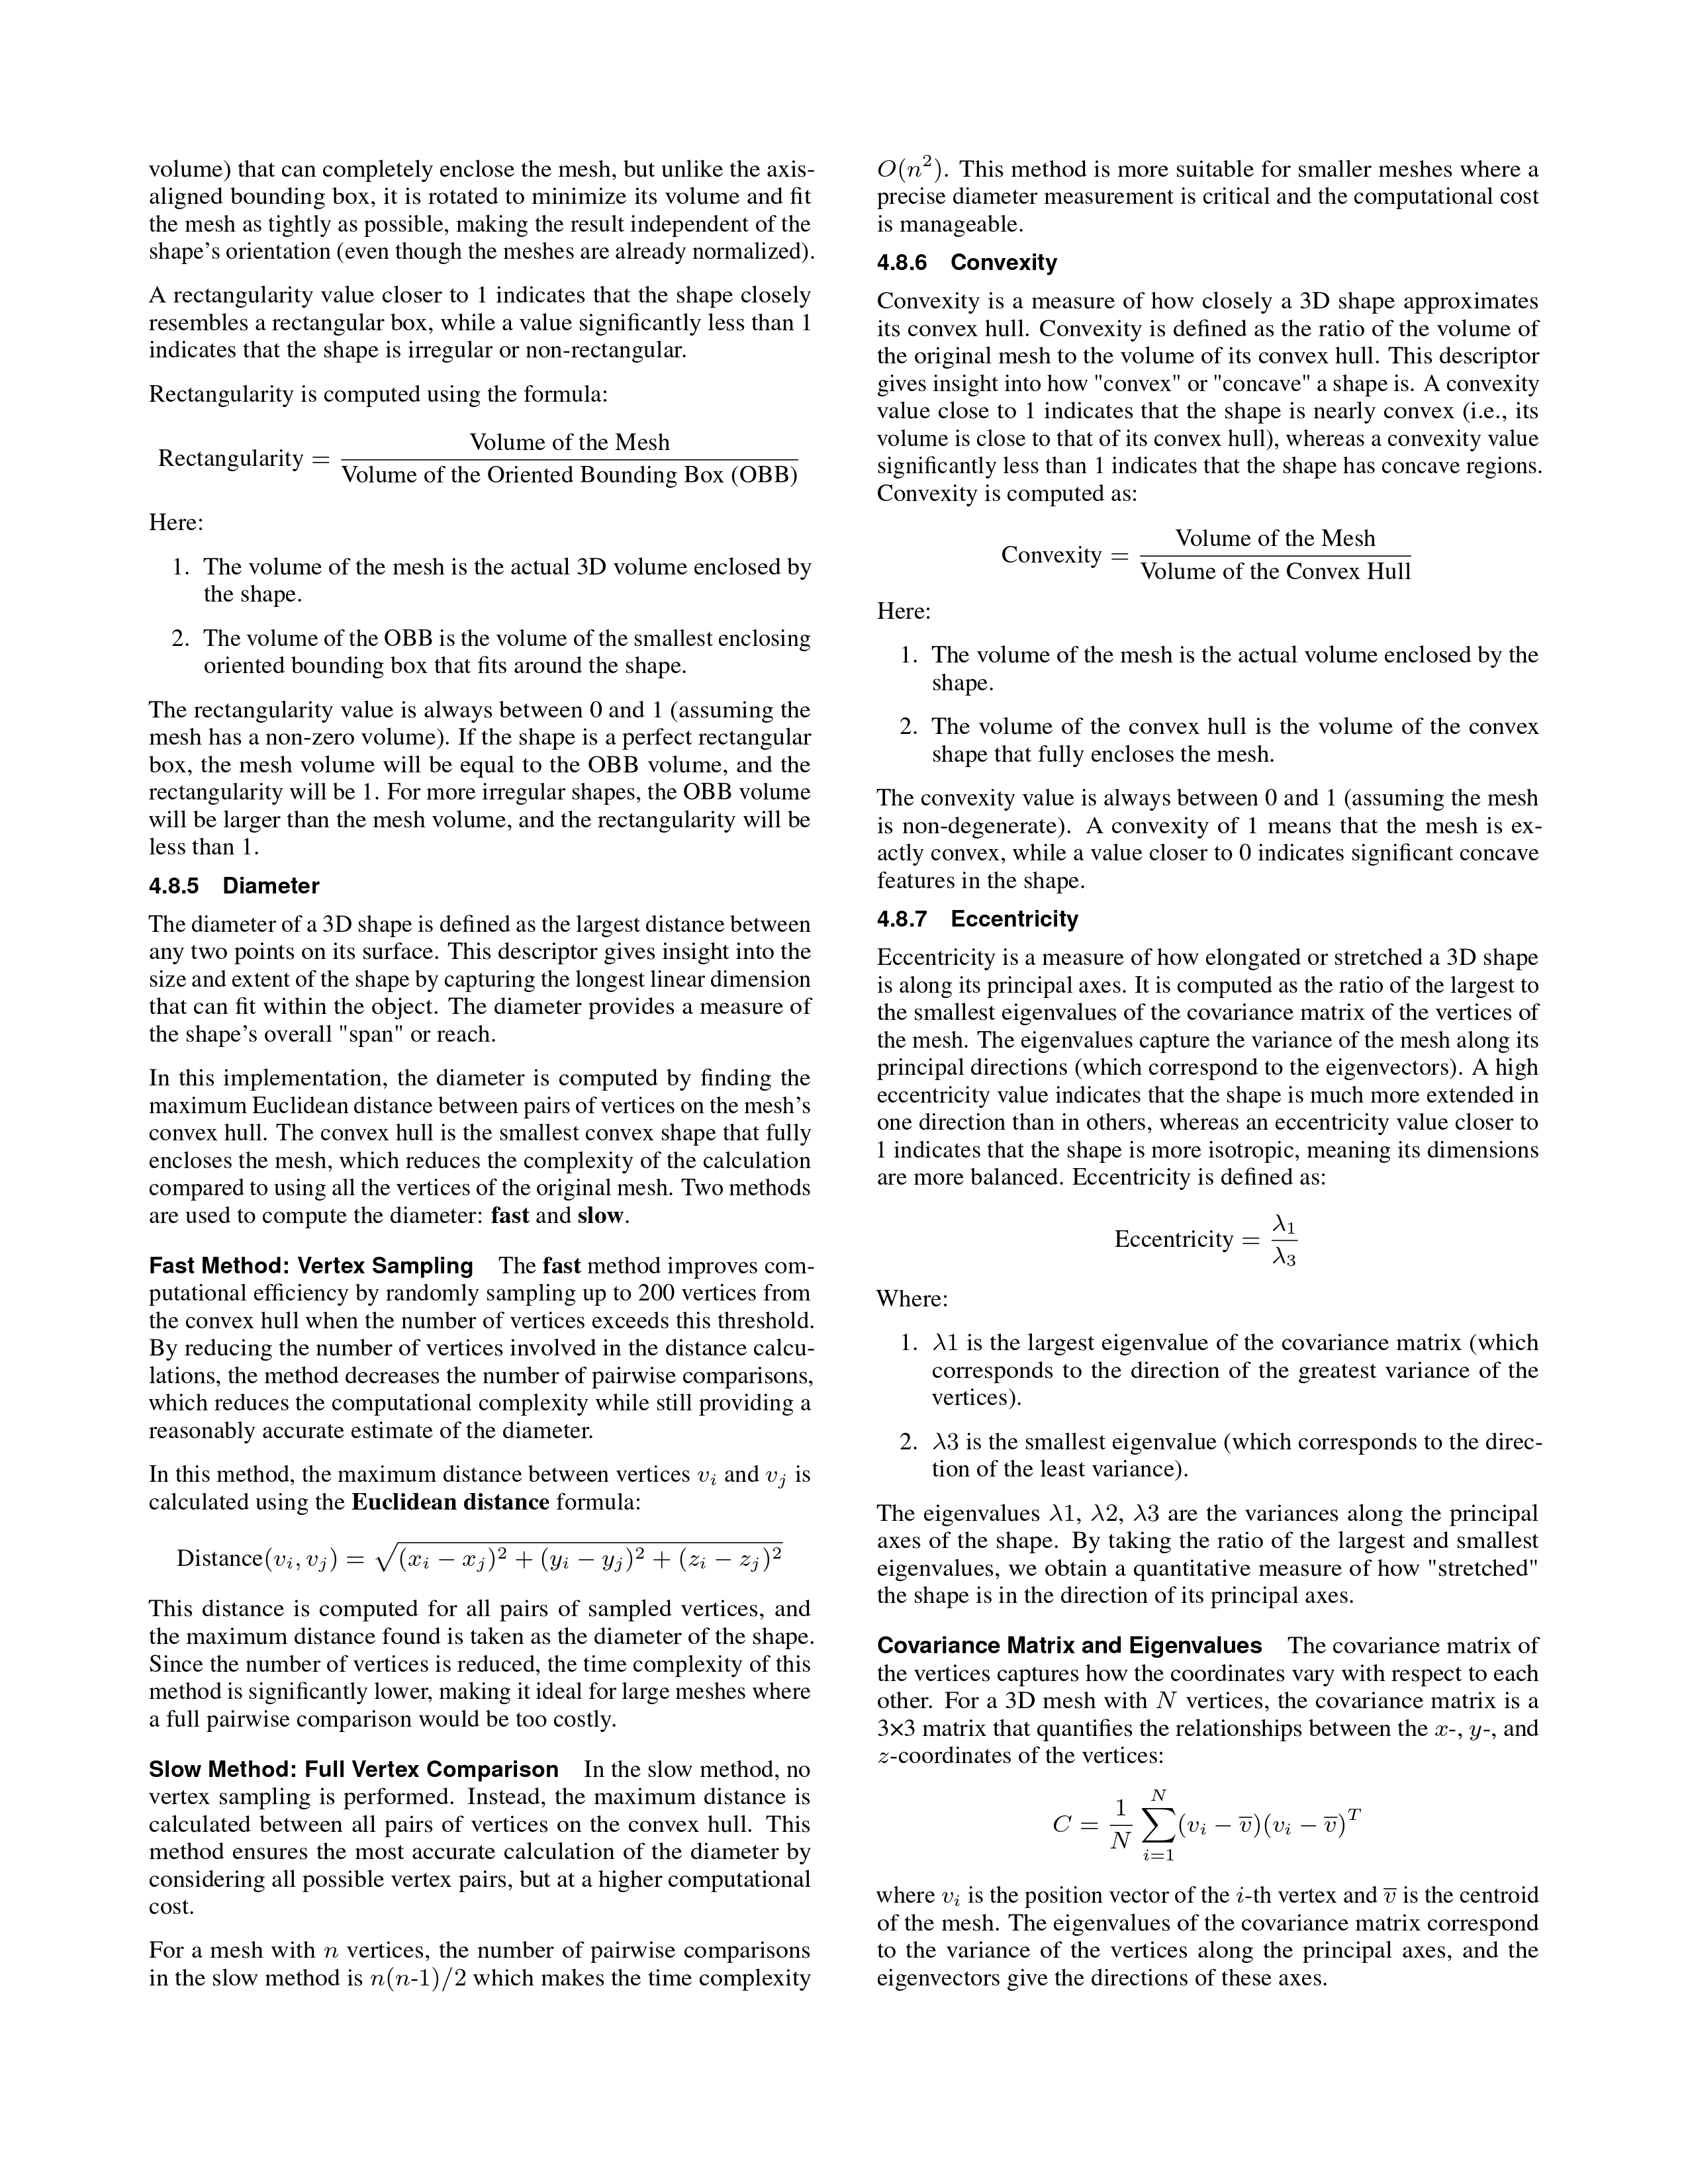 volume) that can completely enclose the mesh, but unlike the axis-
aligned bounding box, it is rotated to minimize its volume and fit
the mesh as tightly as possible, making the result independent of the
shape's orientation (even though the meshes are already normalized).
A rectangularity value closer to 1 indicates that the shape closely
resembles a rectangular box, while a value significantly less than 1
indicates that the shape is irregular or non-rectangular.
Rectangularity is computed using the formula:
Rectangularity = Volume of the Mesh / Volume of the Oriented Bounding Box (OBB)
Here:
1. The volume of the mesh is the actual 3D volume enclosed by
the shape.
2. The volume of the OBB is the volume of the smallest enclosing
oriented bounding box that fits around the shape.
The rectangularity value is always between 0 and 1 (assuming the
mesh has a non-zero volume). If the shape is a perfect rectangular
box, the mesh volume will be equal to the OBB volume, and the
rectangularity will be 1. For more irregular shapes, the OBB volume
will be larger than the mesh volume, and the rectangularity will be
less than 1.
4.8.5 Diameter
The diameter of a 3D shape is defined as the largest distance between
any two points on its surface. This descriptor gives insight into the
size and extent of the shape by capturing the longest linear dimension
that can fit within the object. The diameter provides a measure of
the shape's overall "span" or reach.
In this implementation, the diameter is computed by finding the
maximum Euclidean distance between pairs of vertices on the mesh's
convex hull. The convex hull is the smallest convex shape that fully
encloses the mesh, which reduces the complexity of the calculation
compared to using all the vertices of the original mesh. Two methods
are used to compute the diameter: fast and slow.
Fast Method: Vertex Sampling The fast method improves com-
putational efficiency by randomly sampling up to 200 vertices from
the convex hull when the number of vertices exceeds this threshold.
By reducing the number of vertices involved in the distance calcu-
lations, the method decreases the number of pairwise comparisons,
which reduces the computational complexity while still providing a
reasonably accurate estimate of the diameter.
In this method, the maximum distance between vertices v_i and v_j is
calculated using the Euclidean distance formula:
Distance(v_i, v_j) = √((x_i − x_j)² + (y_i − y_j)² + (z_i − z_j)²)
This distance is computed for all pairs of sampled vertices, and
the maximum distance found is taken as the diameter of the shape.
Since the number of vertices is reduced, the time complexity of this
method is significantly lower, making it ideal for large meshes where
a full pairwise comparison would be too costly.
Slow Method: Full Vertex Comparison In the slow method, no
vertex sampling is performed. Instead, the maximum distance is
calculated between all pairs of vertices on the convex hull. This
method ensures the most accurate calculation of the diameter by
considering all possible vertex pairs, but at a higher computational
cost.
For a mesh with n vertices, the number of pairwise comparisons
in the slow method is n(n-1)/2 which makes the time complexity
O(n²). This method is more suitable for smaller meshes where a
precise diameter measurement is critical and the computational cost
is manageable.
4.8.6 Convexity
Convexity is a measure of how closely a 3D shape approximates
its convex hull. Convexity is defined as the ratio of the volume of
the original mesh to the volume of its convex hull. This descriptor
gives insight into how "convex" or "concave" a shape is. A convexity
value close to 1 indicates that the shape is nearly convex (i.e., its
volume is close to that of its convex hull), whereas a convexity value
significantly less than 1 indicates that the shape has concave regions.
Convexity is computed as:
Convexity = Volume of the Mesh / Volume of the Convex Hull
Here:
1. The volume of the mesh is the actual volume enclosed by the
shape.
2. The volume of the convex hull is the volume of the convex
shape that fully encloses the mesh.
The convexity value is always between 0 and 1 (assuming the mesh
is non-degenerate). A convexity of 1 means that the mesh is ex-
actly convex, while a value closer to 0 indicates significant concave
features in the shape.
4.8.7 Eccentricity
Eccentricity is a measure of how elongated or stretched a 3D shape
is along its principal axes. It is computed as the ratio of the largest to
the smallest eigenvalues of the covariance matrix of the vertices of
the mesh. The eigenvalues capture the variance of the mesh along its
principal directions (which correspond to the eigenvectors). A high
eccentricity value indicates that the shape is much more extended in
one direction than in others, whereas an eccentricity value closer to
1 indicates that the shape is more isotropic, meaning its dimensions
are more balanced. Eccentricity is defined as:
Eccentricity = λ₁ / λ₃
Where:
1. λ1 is the largest eigenvalue of the covariance matrix (which
corresponds to the direction of the greatest variance of the
vertices).
2. λ3 is the smallest eigenvalue (which corresponds to the direc-
tion of the least variance).
The eigenvalues λ1, λ2, λ3 are the variances along the principal
axes of the shape. By taking the ratio of the largest and smallest
eigenvalues, we obtain a quantitative measure of how "stretched"
the shape is in the direction of its principal axes.
Covariance Matrix and Eigenvalues The covariance matrix of
the vertices captures how the coordinates vary with respect to each
other. For a 3D mesh with N vertices, the covariance matrix is a
3×3 matrix that quantifies the relationships between the x-, y-, and
z-coordinates of the vertices:
C = 1/N ∑_{i=1}^{N} (v_i − v̅)(v_i − v̅)^T
where v_i is the position vector of the i-th vertex and v̅ is the centroid
of the mesh. The eigenvalues of the covariance matrix correspond
to the variance of the vertices along the principal axes, and the
eigenvectors give the directions of these axes.